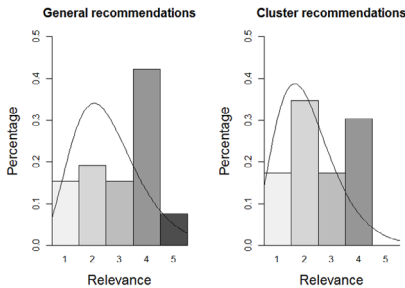 General recommendations
Percentage
0.5
0.4
0.3
0.2
0.1
0.0
1 2 3 4 5
Relevance
Cluster recommendations
Percentage
0.5
0.4
0.3
0.2
0.1
0.0
1 2 3 4 5
Relevance